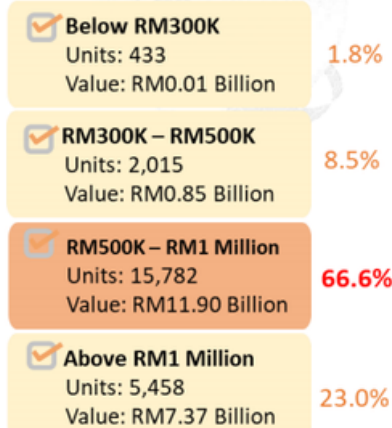 Below RM300K
Units: 433
1.8%
Value: RM0.01 Billion
RM300K – RM500K
Units: 2,015
8.5%
Value: RM0.85 Billion
RM500K – RM1 Million
Units: 15,782
66.6%
Value: RM11.90 Billion
Above RM1 Million
Units: 5,458
23.0%
Value: RM7.37 Billion